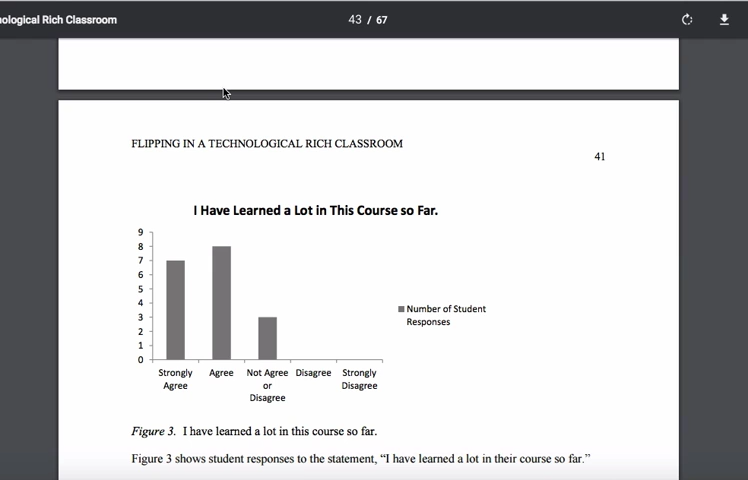 nological Rich Classroom
43 / 67
FLIPPING IN A TECHNOLOGICAL RICH CLASSROOM
41
I Have Learned a Lot in This Course so Far.
9
8
7
6
5
4
3
2
1
0
Strongly Agree
Agree
Not Agree or Disagree
Disagree
Strongly Disagree
Number of Student
Responses
Figure 3. I have learned a lot in this course so far.
Figure 3 shows student responses to the statement, “I have learned a lot in their course so far.”